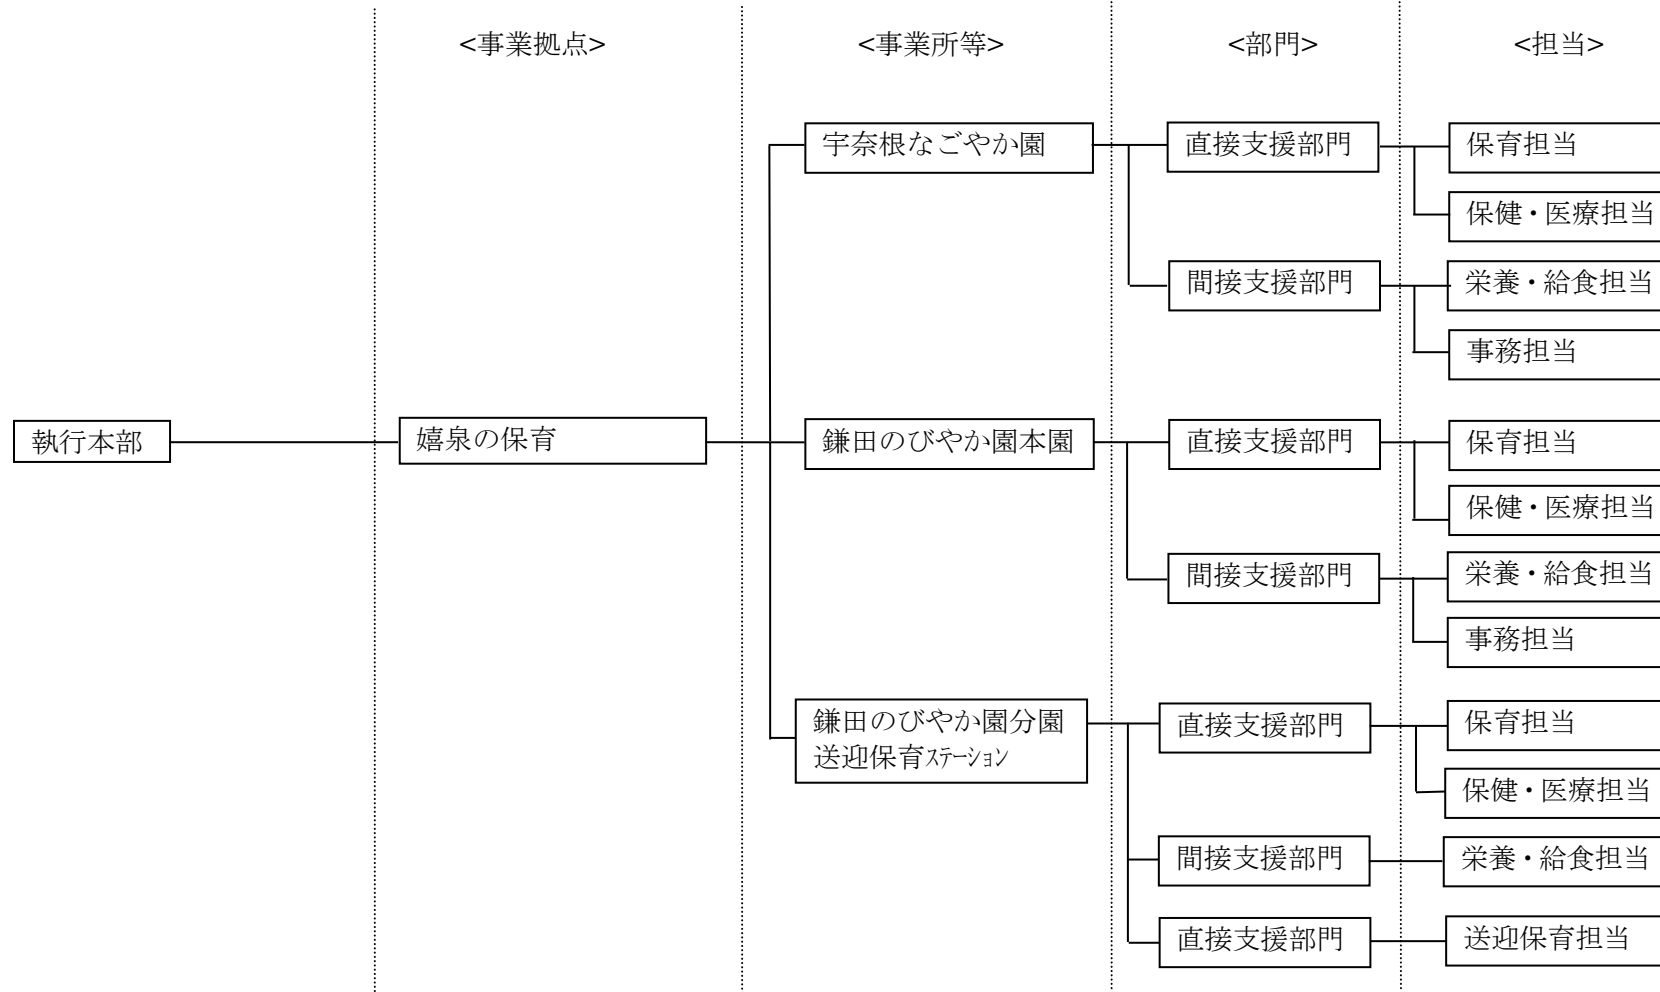 <事業拠点>
<事業所等>
<部門>
<担当>
宇奈根なごやか園
直接支援部門
保育担当
保健・医療担当
間接支援部門
栄養・給食担当
事務担当
執行本部
嬉泉の保育
鎌田のびやか園本園
直接支援部門
保育担当
保健・医療担当
間接支援部門
栄養・給食担当
事務担当
鎌田のびやか園分園
送迎保育ｽﾃｰｼｮﾝ
直接支援部門
保育担当
保健・医療担当
間接支援部門
栄養・給食担当
直接支援部門
送迎保育担当